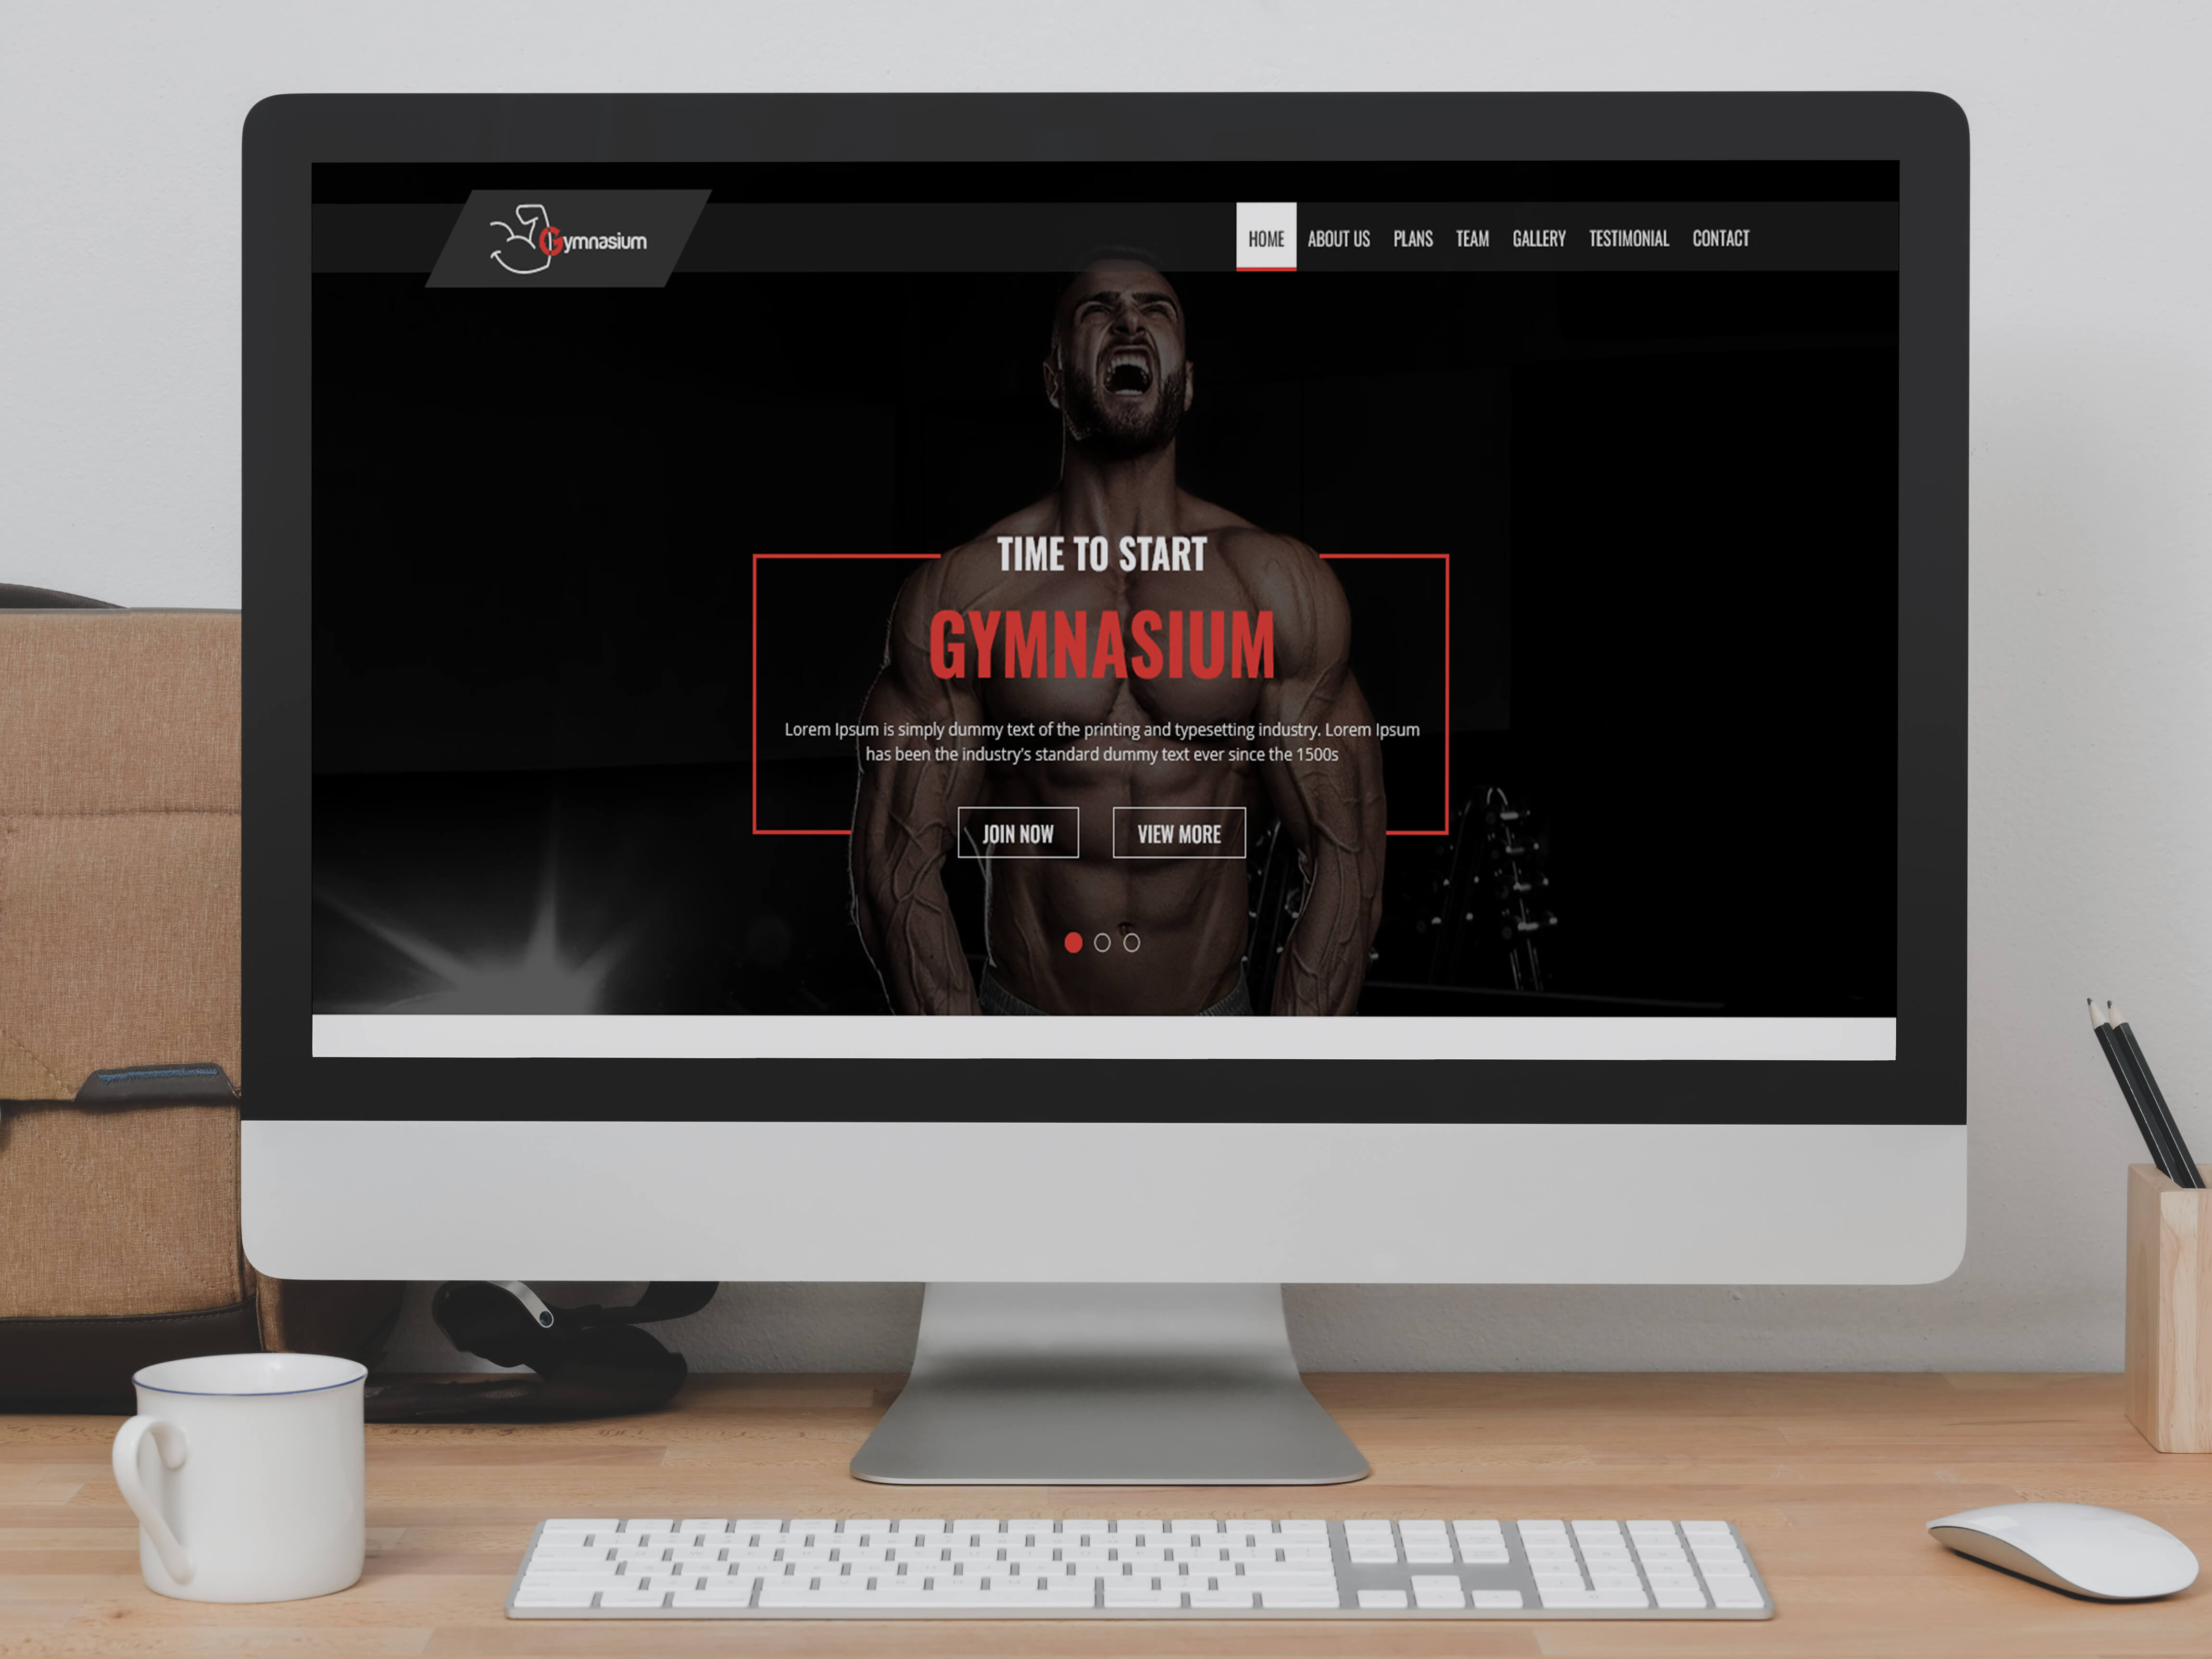 Gymnasium
HOME ABOUT US PLANS TEAM GALLERY TESTIMONIAL CONTACT
TIME TO START
GYMNASIUM
Lorem Ipsum is simply dummy text of the printing and typesetting industry. Lorem Ipsum
has been the industry's standard dummy text ever since the 1500s
JOIN NOW VIEW MORE